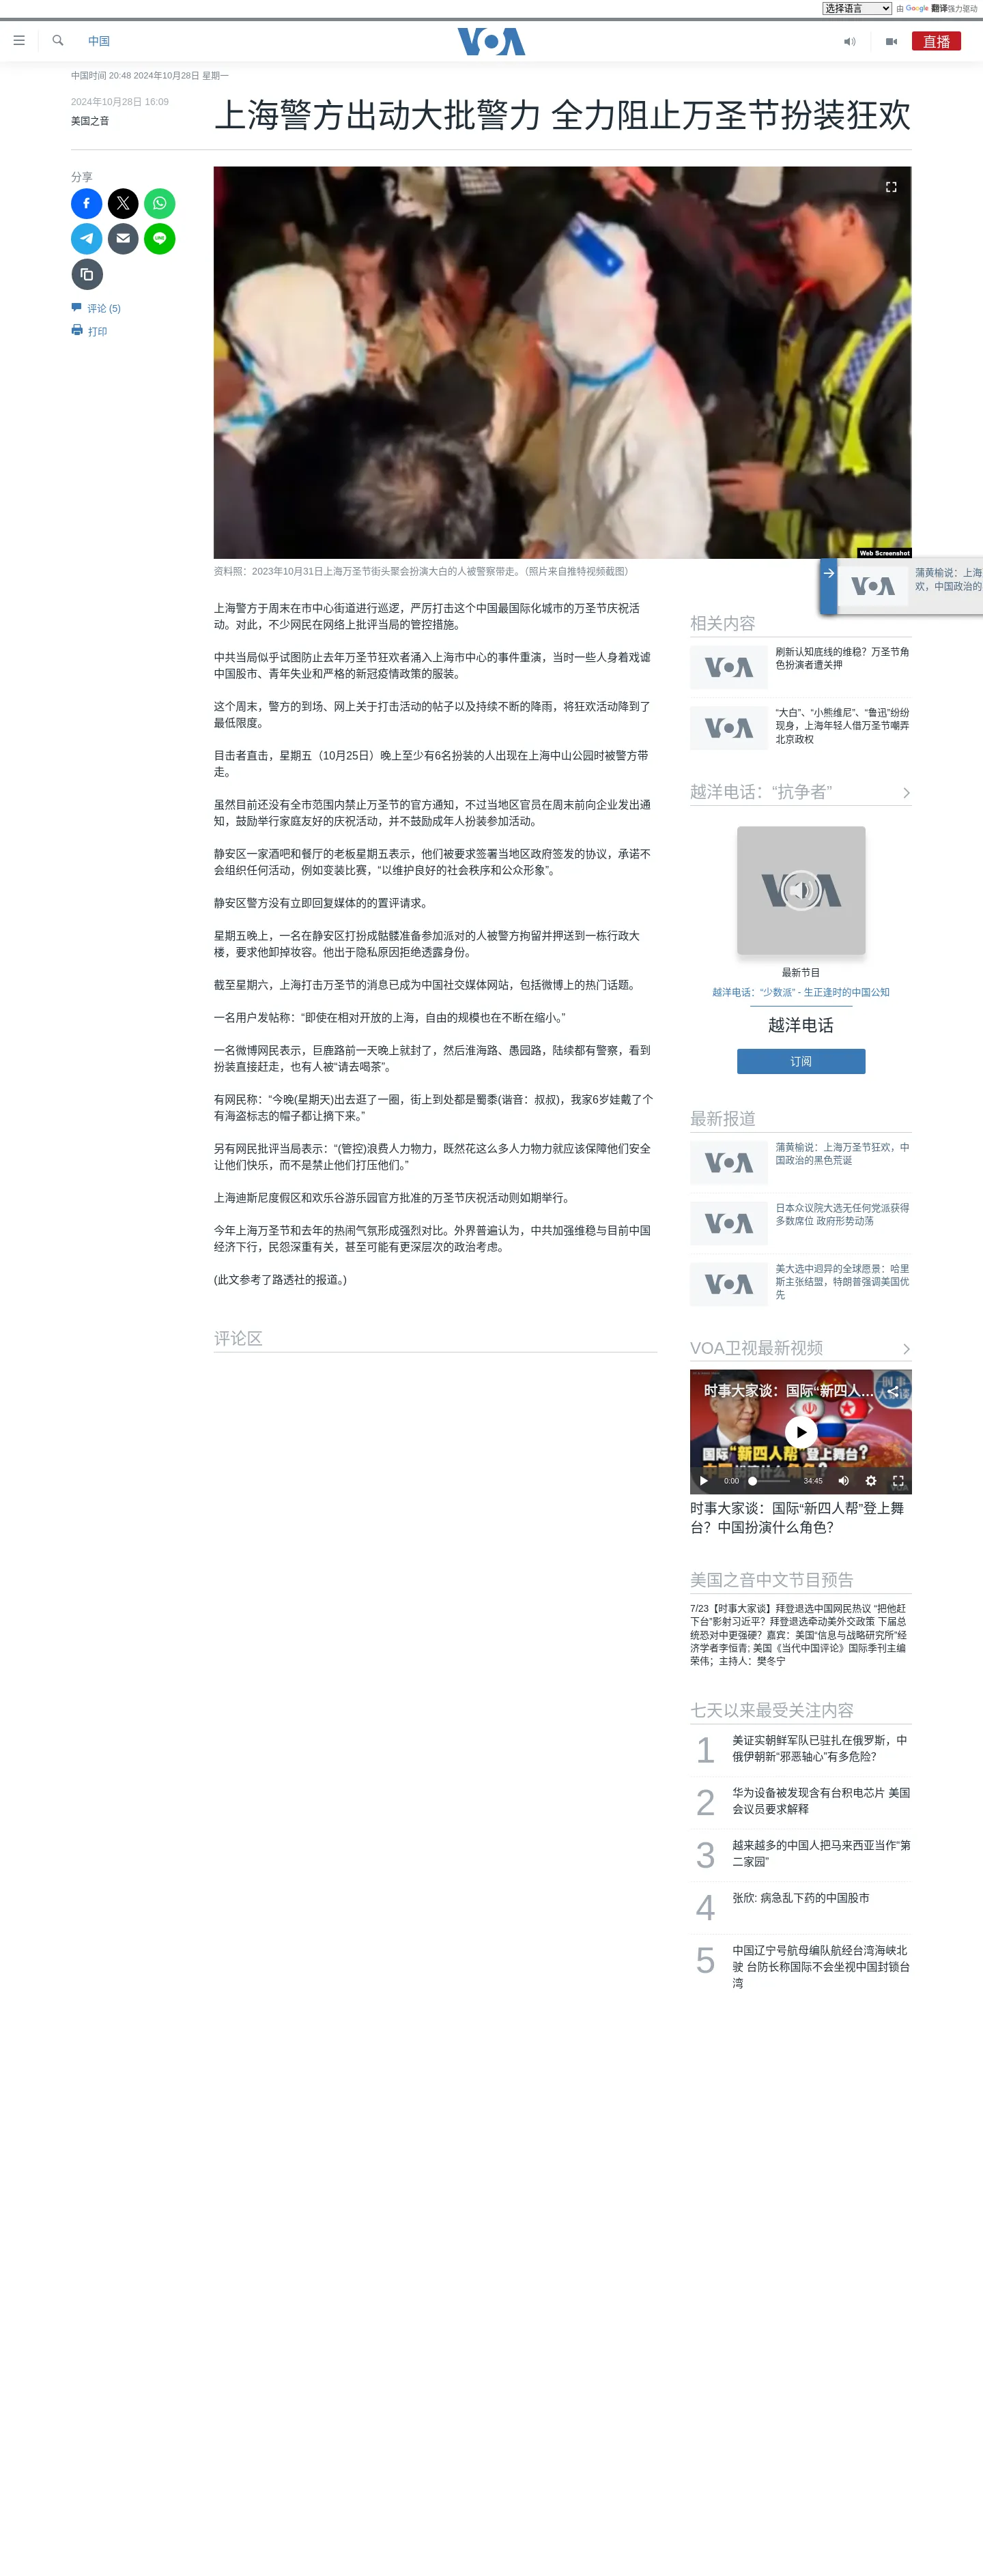 选择语言 由 Google 翻译强力驱动
中国
VOA
直播
中国时间 20:48 2024年10月28日 星期一
2024年10月28日 16:09
美国之音
上海警方出动大批警力 全力阻止万圣节扮装狂欢
分享
LINE
评论 (5)
打印
Web Screenshot
资料照：2023年10月31日上海万圣节街头聚会扮演大白的人被警察带走。（照片来自推特视频截图）
VOA
蒲黄榆说：上海
欢，中国政治的
上海警方于周末在市中心街道进行巡逻，严厉打击这个中国最国际化城市的万圣节庆祝活
动。对此，不少网民在网络上批评当局的管控措施。
中共当局似乎试图防止去年万圣节狂欢者涌入上海市中心的事件重演，当时一些人身着戏谑
中国股市、青年失业和严格的新冠疫情政策的服装。
这个周末，警方的到场、网上关于打击活动的帖子以及持续不断的降雨，将狂欢活动降到了
最低限度。
目击者直击，星期五（10月25日）晚上至少有6名扮装的人出现在上海中山公园时被警方带
走。
虽然目前还没有全市范围内禁止万圣节的官方通知，不过当地区官员在周末前向企业发出通
知，鼓励举行家庭友好的庆祝活动，并不鼓励成年人扮装参加活动。
静安区一家酒吧和餐厅的老板星期五表示，他们被要求签署当地区政府签发的协议，承诺不
会组织任何活动，例如变装比赛，“以维护良好的社会秩序和公众形象”。
静安区警方没有立即回复媒体的的置评请求。
星期五晚上，一名在静安区打扮成骷髅准备参加派对的人被警方拘留并押送到一栋行政大
楼，要求他卸掉妆容。他出于隐私原因拒绝透露身份。
截至星期六，上海打击万圣节的消息已成为中国社交媒体网站，包括微博上的热门话题。
一名用户发帖称：“即使在相对开放的上海，自由的规模也在不断在缩小。”
一名微博网民表示，巨鹿路前一天晚上就封了，然后淮海路、愚园路，陆续都有警察，看到
扮装直接赶走，也有人被“请去喝茶”。
有网民称：“今晚(星期天)出去逛了一圈，街上到处都是蜀黍(谐音：叔叔)，我家6岁娃戴了个
有海盗标志的帽子都让摘下来。”
另有网民批评当局表示：“(管控)浪费人力物力，既然花这么多人力物力就应该保障他们安全
让他们快乐，而不是禁止他们打压他们。”
上海迪斯尼度假区和欢乐谷游乐园官方批准的万圣节庆祝活动则如期举行。
今年上海万圣节和去年的热闹气氛形成强烈对比。外界普遍认为，中共加强维稳与目前中国
经济下行，民怨深重有关，甚至可能有更深层次的政治考虑。
(此文参考了路透社的报道。)
评论区
相关内容
VOA
刷新认知底线的维稳？万圣节角
色扮演者遭关押
VOA
“大白”、“小熊维尼”、“鲁迅”纷纷
现身，上海年轻人借万圣节嘲弄
北京政权
越洋电话：“抗争者”
VOA
最新节目
越洋电话：“少数派” - 生正逢时的中国公知
越洋电话
订阅
最新报道
VOA
蒲黄榆说：上海万圣节狂欢，中
国政治的黑色荒诞
VOA
日本众议院大选无任何党派获得
多数席位 政府形势动荡
VOA
美大选中迥异的全球愿景：哈里
斯主张结盟，特朗普强调美国优
先
VOA卫视最新视频
时事大家谈：国际“新四人…
时事
大家谈
国际“新四人帮”登上舞台？
中国扮演什么角色？
0:00 34:45
VOA
时事大家谈：国际“新四人帮”登上舞
台？中国扮演什么角色？
美国之音中文节目预告
7/23【时事大家谈】拜登退选中国网民热议 “把他赶
下台”影射习近平？拜登退选牵动美外交政策 下届总
统恐对中更强硬？嘉宾：美国“信息与战略研究所”经
济学者李恒青; 美国《当代中国评论》国际季刊主编
荣伟；主持人：樊冬宁
七天以来最受关注内容
1 美证实朝鲜军队已驻扎在俄罗斯，中
俄伊朝新“邪恶轴心”有多危险？
2 华为设备被发现含有台积电芯片 美国
会议员要求解释
3 越来越多的中国人把马来西亚当作“第
二家园”
4 张欣: 病急乱下药的中国股市
5 中国辽宁号航母编队航经台湾海峡北
驶 台防长称国际不会坐视中国封锁台
湾